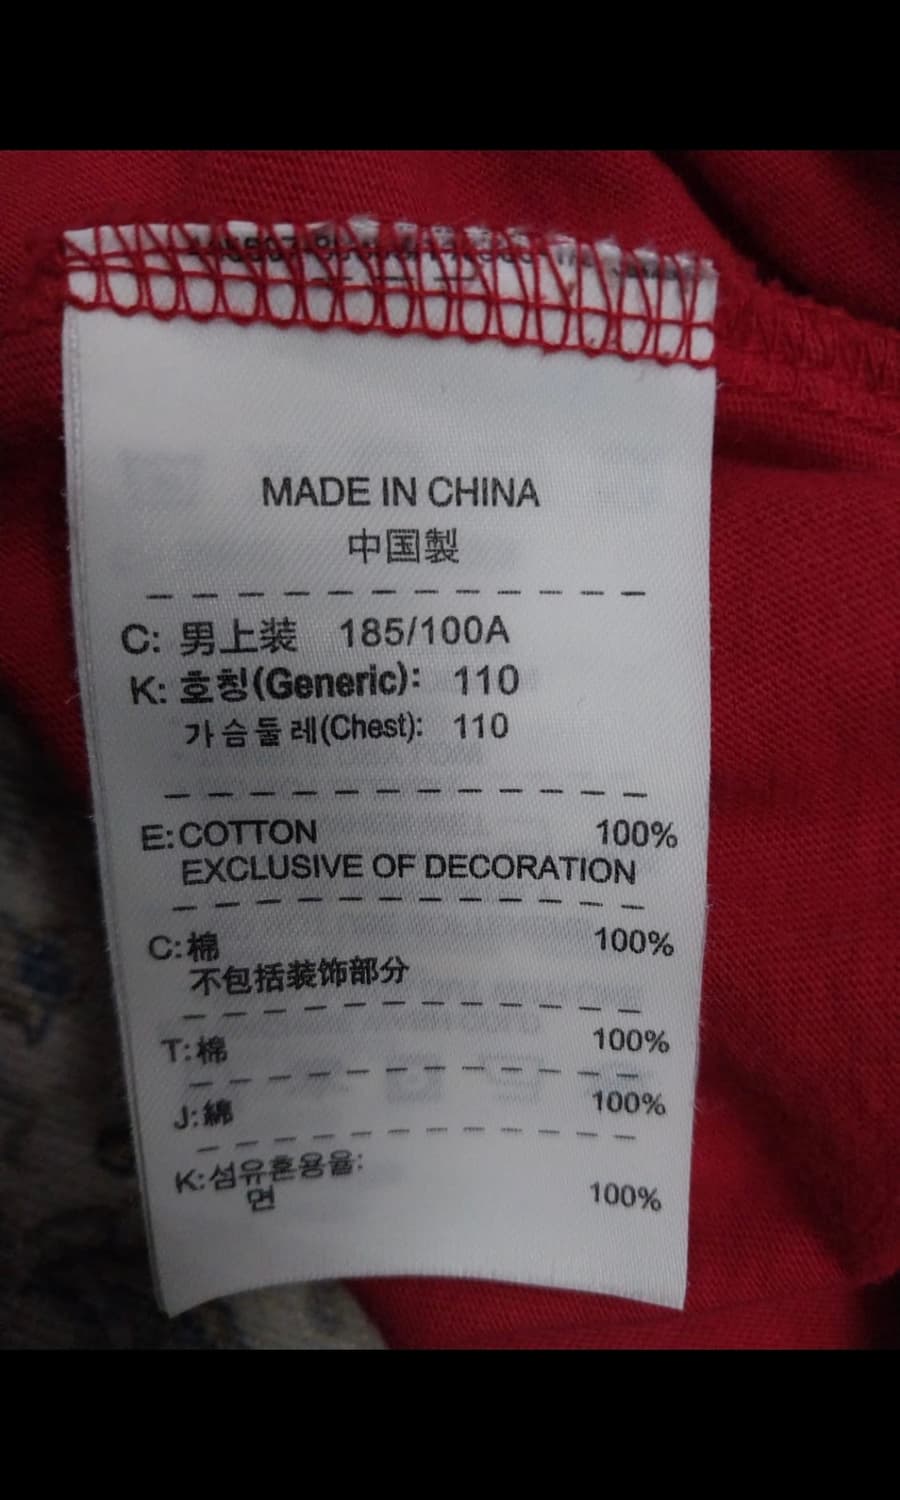 MADE IN CHINA
中国製
C: 男上装 185/100A
K: 호칭(Generic): 110
가슴둘레(Chest): 110
E: COTTON 100%
EXCLUSIVE OF DECORATION
C: 棉 100%
不包括装饰部分
T: 棉 100%
J: 綿 100%
K: 섬유혼용율:
면 100%